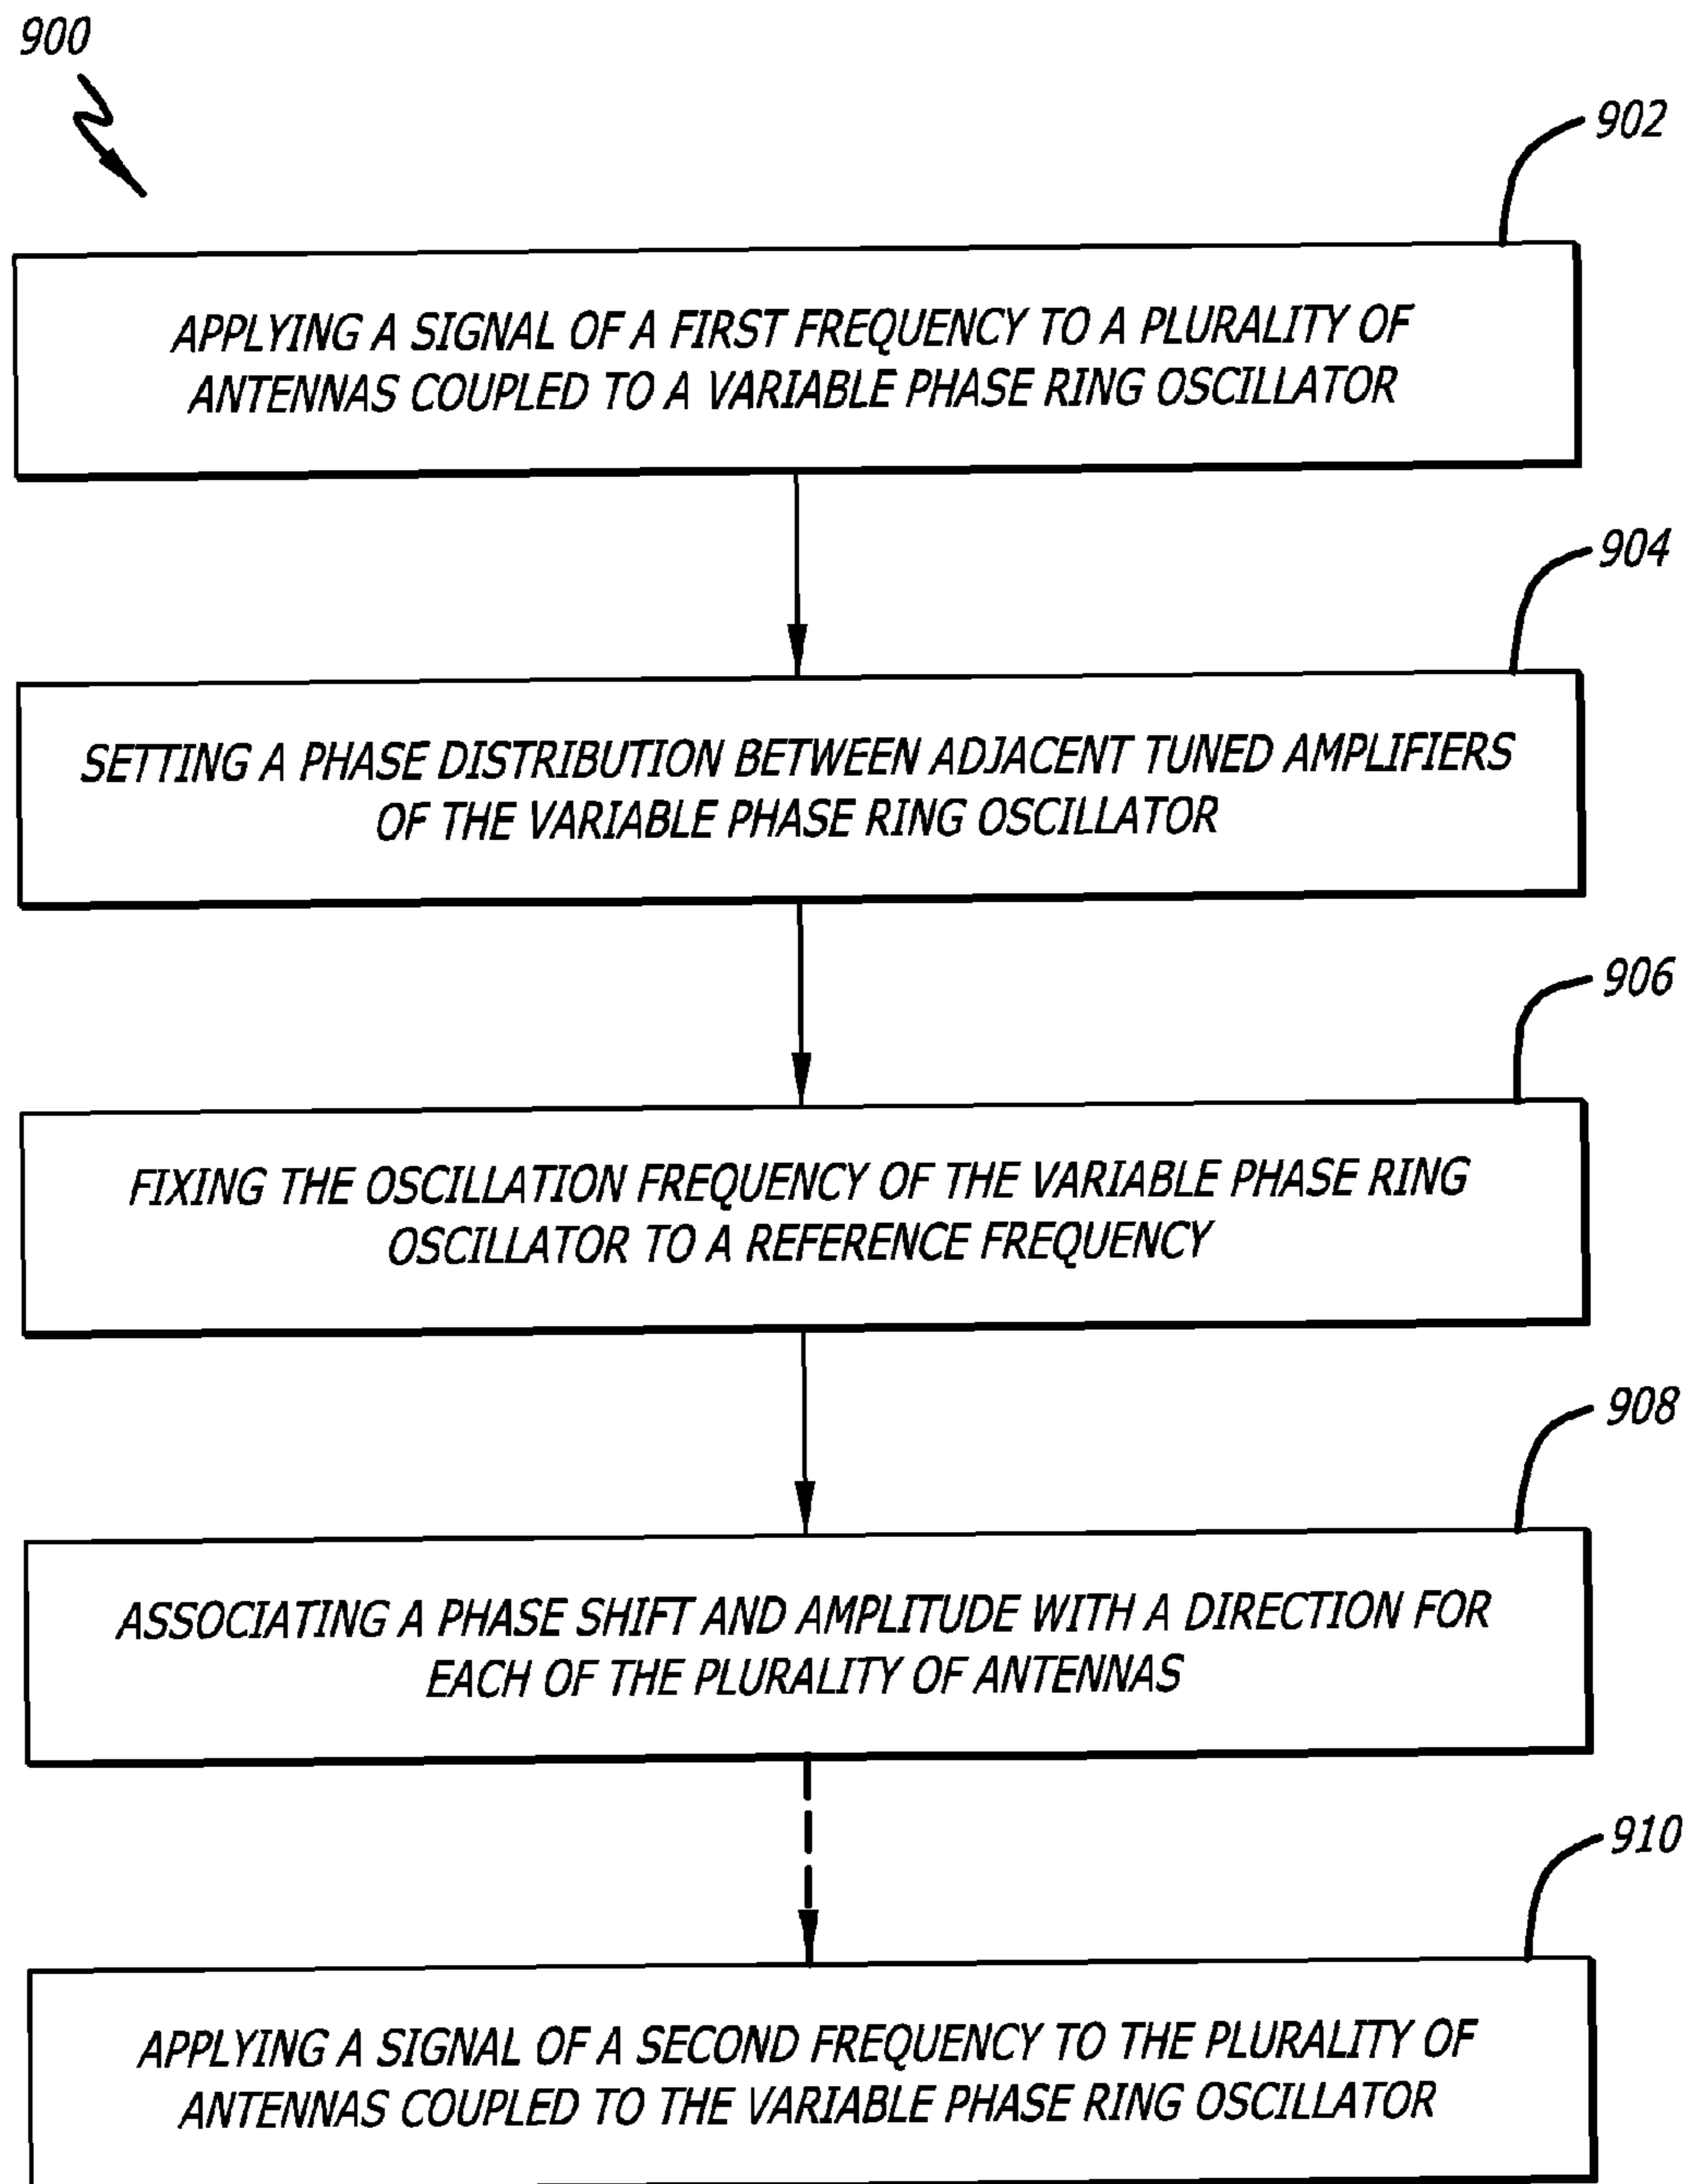 900
902
APPLYING A SIGNAL OF A FIRST FREQUENCY TO A PLURALITY OF
ANTENNAS COUPLED TO A VARIABLE PHASE RING OSCILLATOR
904
SETTING A PHASE DISTRIBUTION BETWEEN ADJACENT TUNED AMPLIFIERS
OF THE VARIABLE PHASE RING OSCILLATOR
906
FIXING THE OSCILLATION FREQUENCY OF THE VARIABLE PHASE RING
OSCILLATOR TO A REFERENCE FREQUENCY
908
ASSOCIATING A PHASE SHIFT AND AMPLITUDE WITH A DIRECTION FOR
EACH OF THE PLURALITY OF ANTENNAS
910
APPLYING A SIGNAL OF A SECOND FREQUENCY TO THE PLURALITY OF
ANTENNAS COUPLED TO THE VARIABLE PHASE RING OSCILLATOR